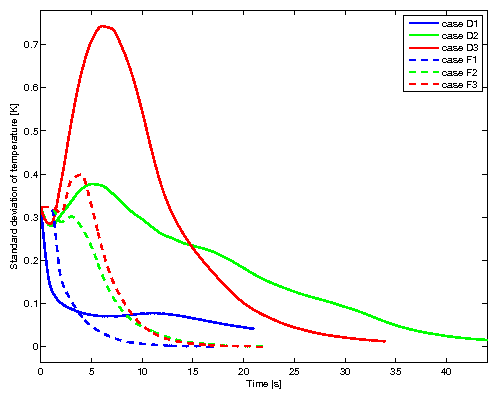 0.7
0.6
0.5
0.4
0.3
0.2
0.1
0
Standard deviation of temperature [K]
case D1
case D2
case D3
case F1
case F2
case F3
0 5 10 15 20 25 30 35 40
Time [s]